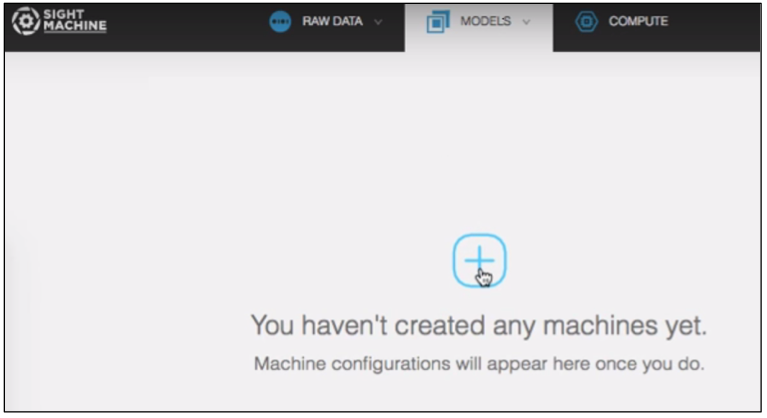 SIGHT
MACHINE
RAW DATA
MODELS
COMPUTE
You haven't created any machines yet.
Machine configurations will appear here once you do.